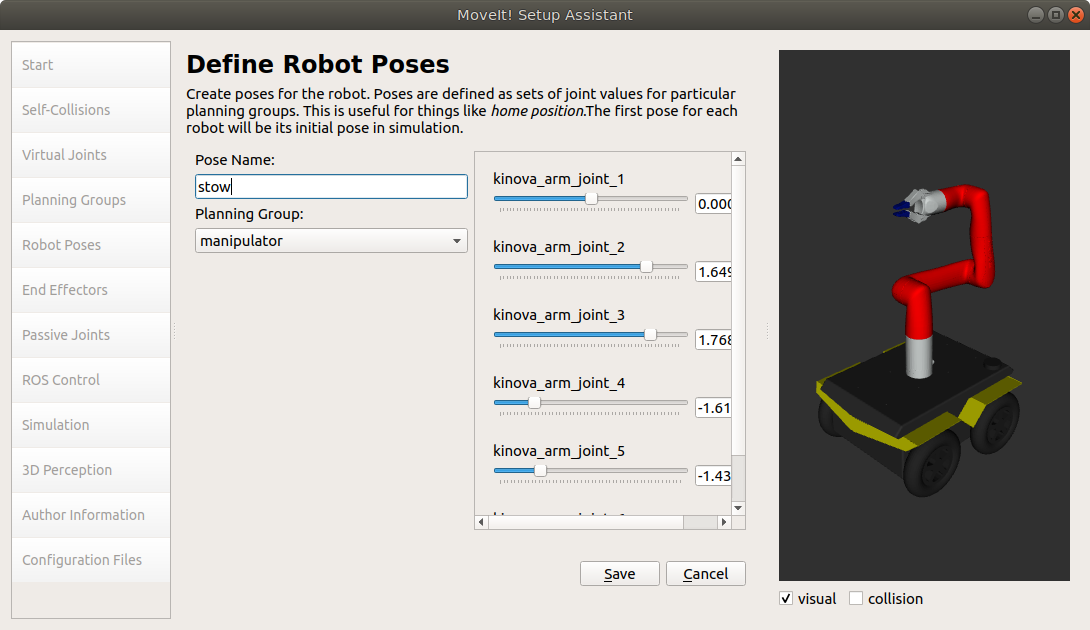 MoveIt! Setup Assistant
Start
Self-Collisions
Virtual Joints
Planning Groups
Robot Poses
End Effectors
Passive Joints
ROS Control
Simulation
3D Perception
Author Information
Configuration Files
Define Robot Poses
Create poses for the robot. Poses are defined as sets of joint values for particular
planning groups. This is useful for things like home position.The first pose for each
robot will be its initial pose in simulation.
Pose Name:
stow
Planning Group:
manipulator
kinova_arm_joint_1
0.000
kinova_arm_joint_2
1.649
kinova_arm_joint_3
1.768
kinova_arm_joint_4
-1.61
kinova_arm_joint_5
-1.43
Save
Cancel
visual
collision